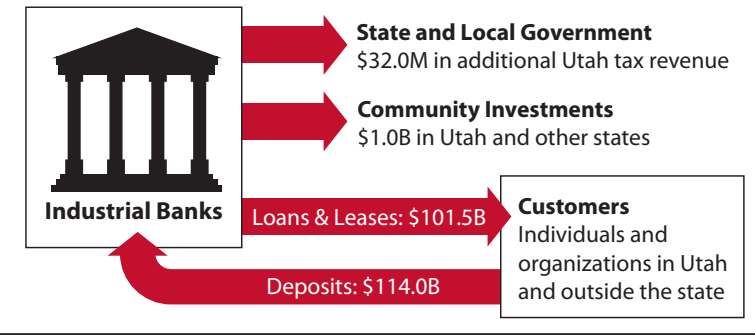 State and Local Government
$32.0M in additional Utah tax revenue
Community Investments
$1.0B in Utah and other states
Industrial Banks
Loans & Leases: $101.5B
Customers
Individuals and
organizations in Utah
and outside the state
Deposits: $114.0B